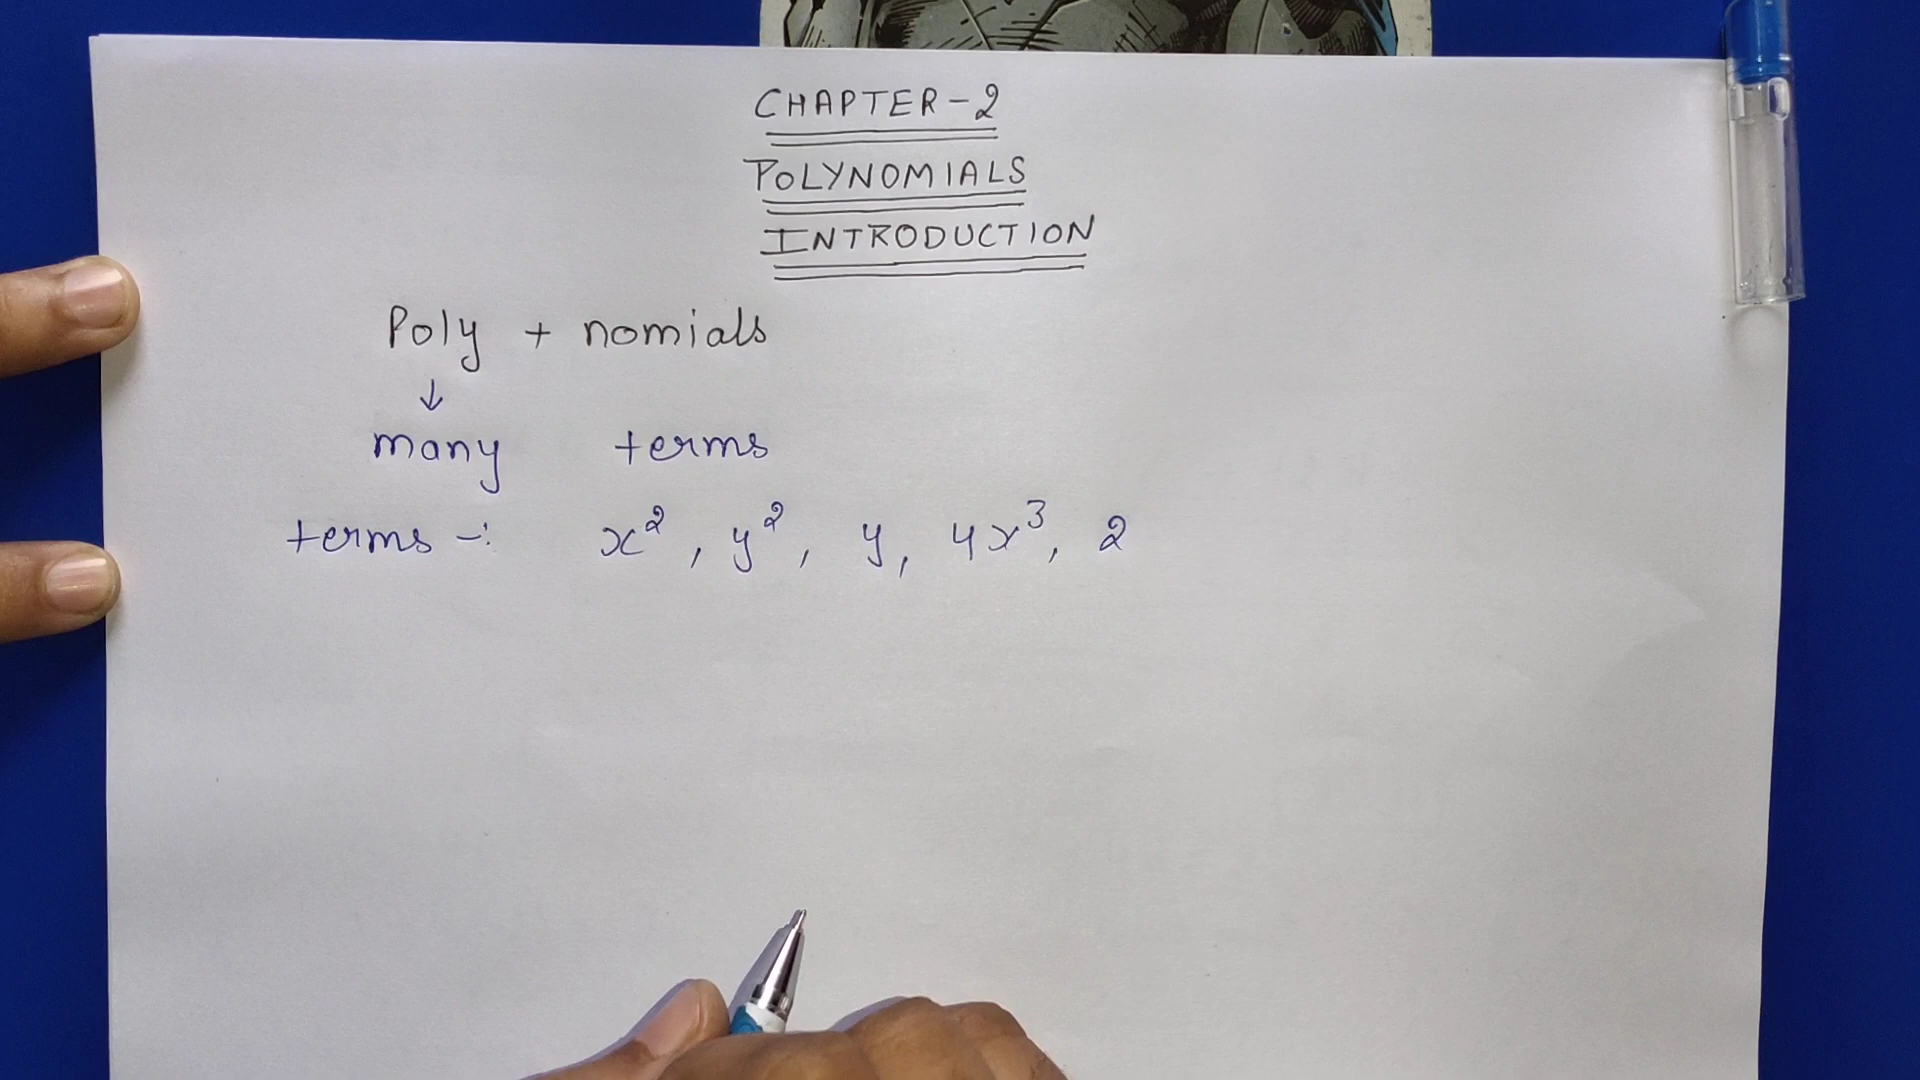 CHAPTER-2
POLYNOMIALS
INTRODUCTION
Poly + nomials
↓
many terms
terms -: x², y², y, 4x³, 2